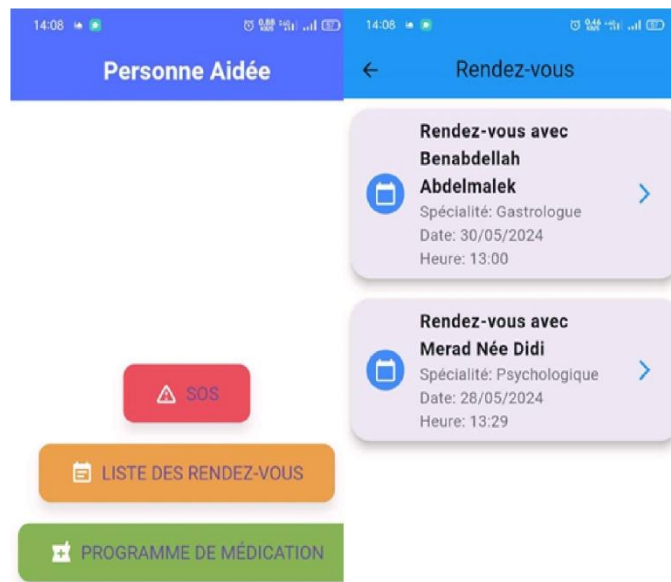 14:08
Personne Aidée
SOS
LISTE DES RENDEZ-VOUS
PROGRAMME DE MÉDICATION
14:08
Rendez-vous
Rendez-vous avec
Benabdellah
Abdelmalek
Spécialité: Gastrologue
Date: 30/05/2024
Heure: 13:00
Rendez-vous avec
Merad Née Didi
Spécialité: Psychologique
Date: 28/05/2024
Heure: 13:29